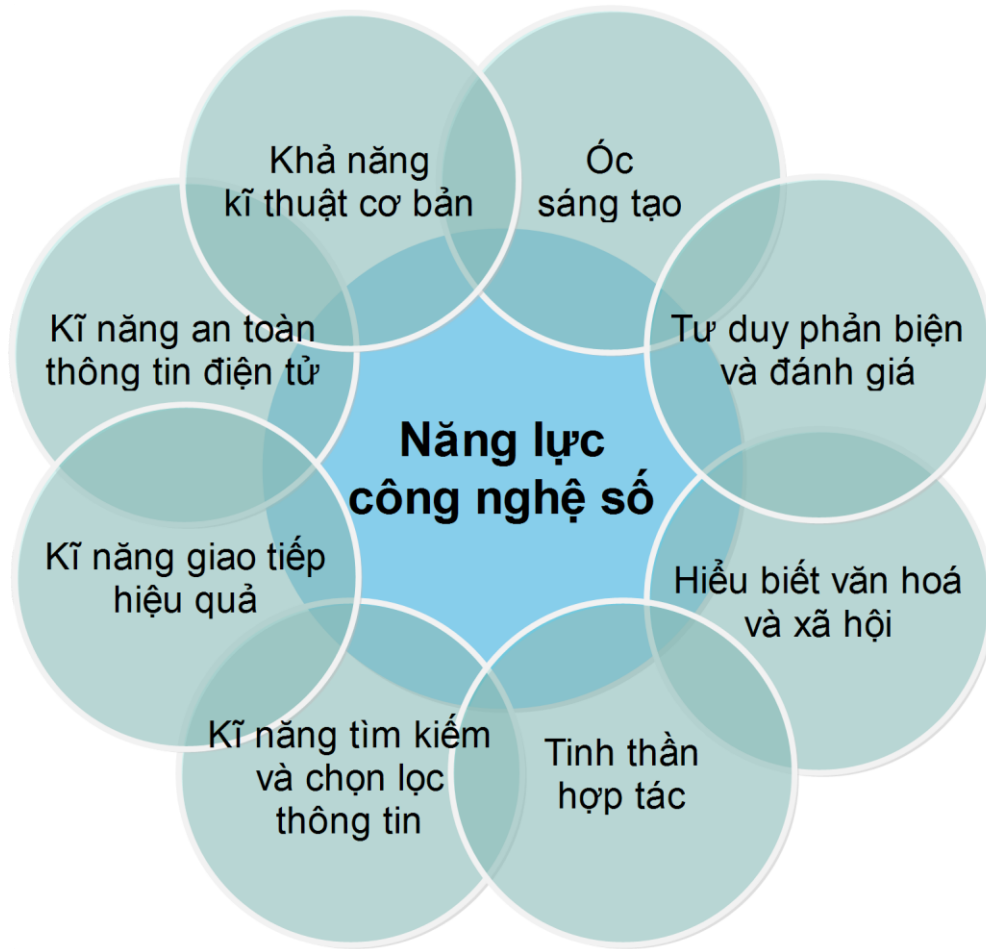 Khả năng
kĩ thuật cơ bản
Óc
sáng tạo
Kĩ năng an toàn
thông tin điện tử
Tư duy phản biện
và đánh giá
Năng lực
công nghệ số
Kĩ năng giao tiếp
hiệu quả
Hiểu biết văn hoá
và xã hội
Kĩ năng tìm kiếm
và chọn lọc
thông tin
Tinh thần
hợp tác